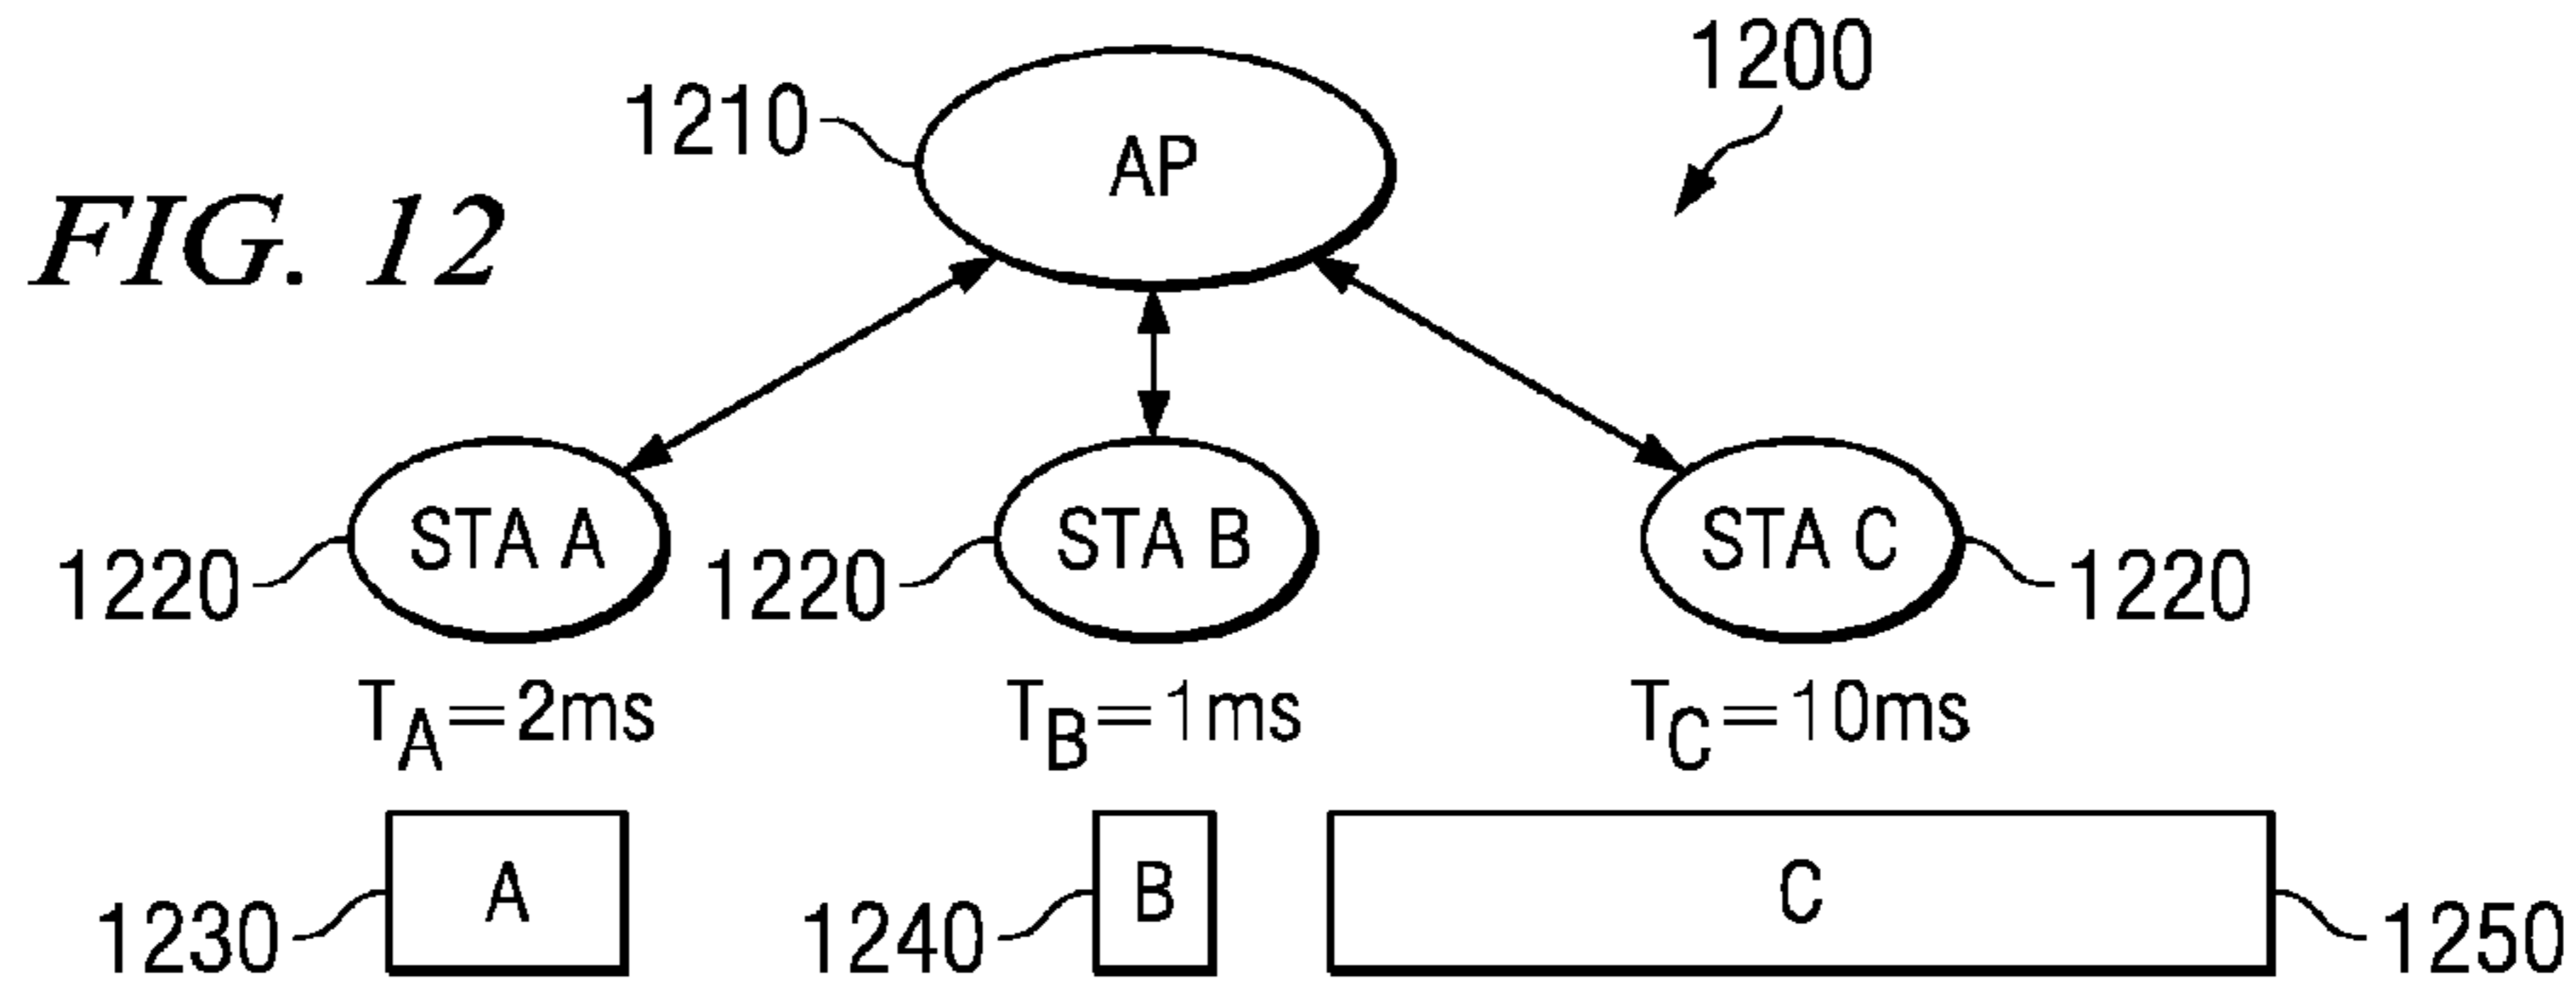 1200
1210 AP
FIG. 12
STA A STA B STA C
1220 1220 1220
TA=2ms TB=1ms TC=10ms
A B C
1230 1240 1250